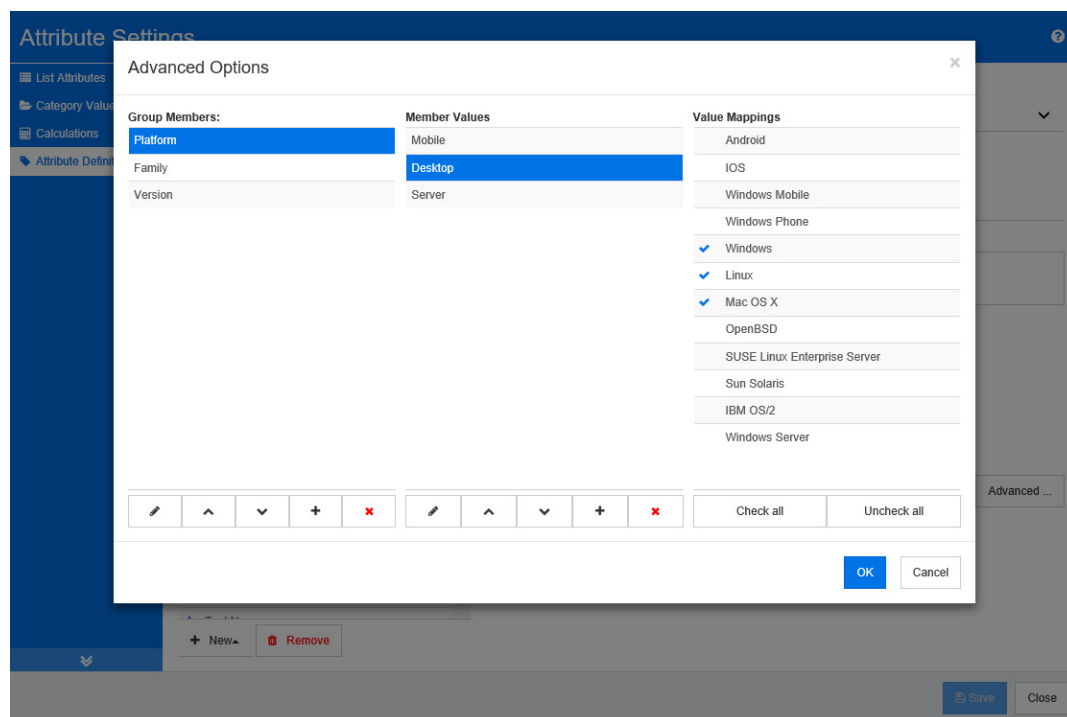 Attribute Settings
List Attributes
Category Value
Calculations
Attribute Definit
Advanced Options
Group Members:
Platform
Family
Version
Member Values
Mobile
Desktop
Server
Value Mappings
Android
IOS
Windows Mobile
Windows Phone
Windows
Linux
Mac OS X
OpenBSD
SUSE Linux Enterprise Server
Sun Solaris
IBM OS/2
Windows Server
Check all
Uncheck all
OK
Cancel
Advanced ...
New
Remove
Save
Close